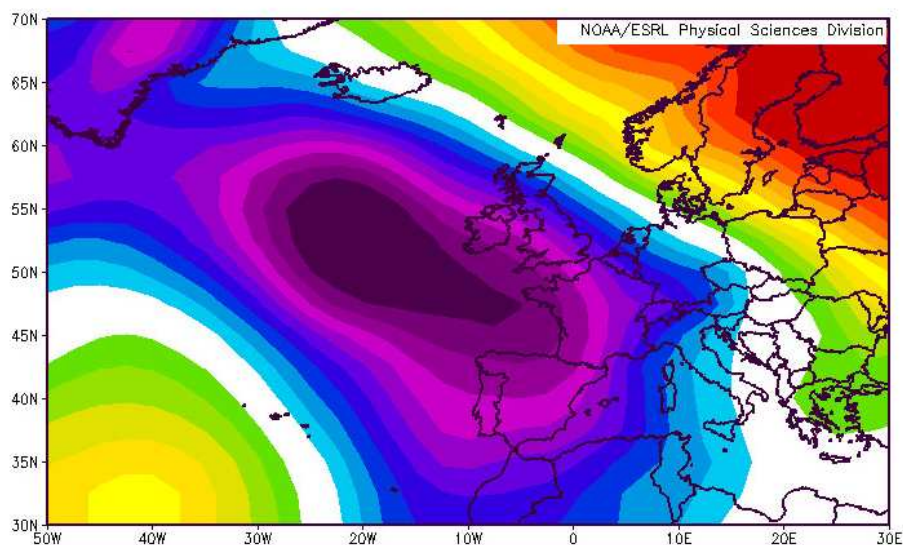 NOAA/ESRL Physical Sciences Division
70N
65N
60N
55N
50N
45N
40N
35N
30N
50W 40W 30W 20W 10W 0 10E 20E 30E